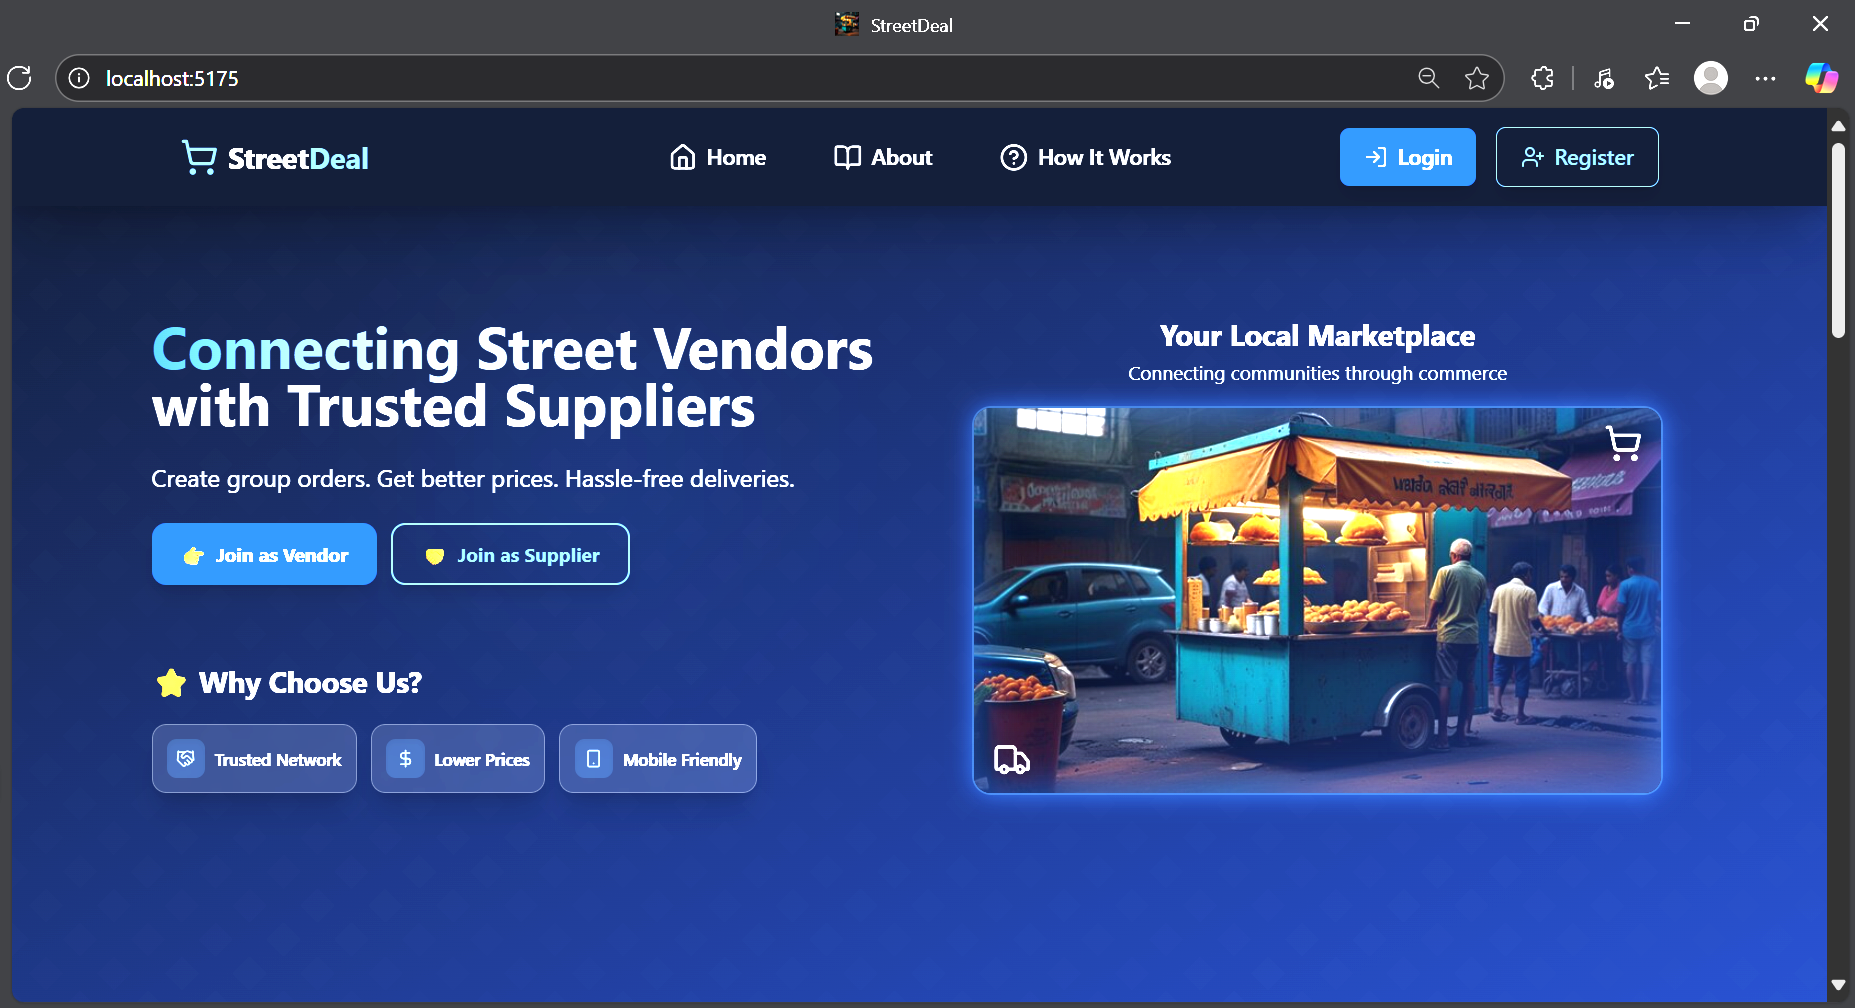 StreetDeal
localhost:5175
StreetDeal
Home
About
How It Works
Login
Register
Connecting Street Vendors
with Trusted Suppliers
Create group orders. Get better prices. Hassle-free deliveries.
Join as Vendor
Join as Supplier
Why Choose Us?
Trusted Network
Lower Prices
Mobile Friendly
Your Local Marketplace
Connecting communities through commerce